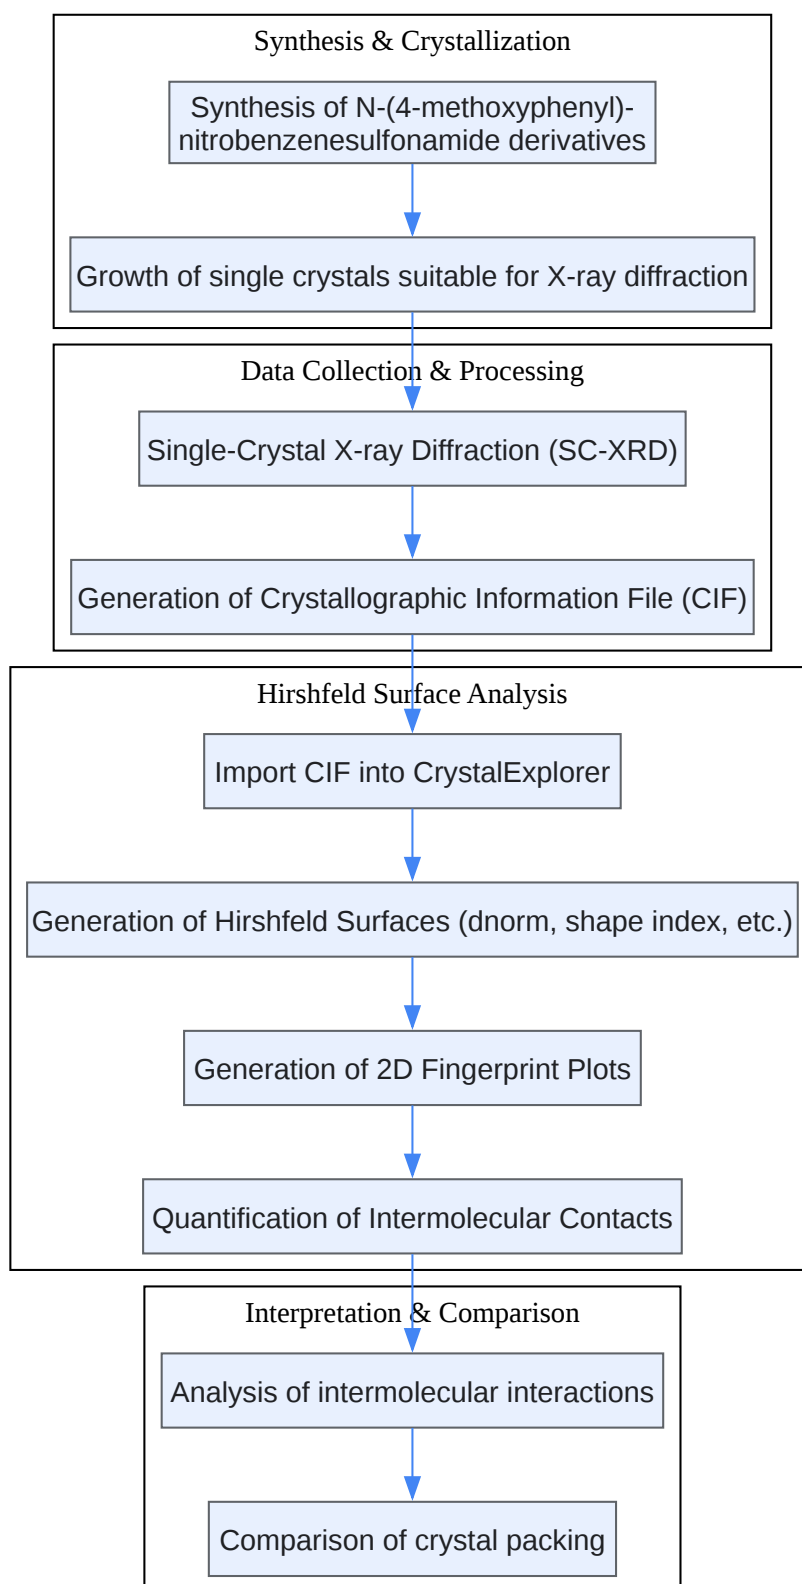 Synthesis & Crystallization
Synthesis of N-(4-methoxyphenyl)-
nitrobenzenesulfonamide derivatives
Growth of single crystals suitable for X-ray diffraction
Data Collection & Processing
Single-Crystal X-ray Diffraction (SC-XRD)
Generation of Crystallographic Information File (CIF)
Hirshfeld Surface Analysis
Import CIF into CrystalExplorer
Generation of Hirshfeld Surfaces (dnorm, shape index, etc.)
Generation of 2D Fingerprint Plots
Quantification of Intermolecular Contacts
Interpretation & Comparison
Analysis of intermolecular interactions
Comparison of crystal packing